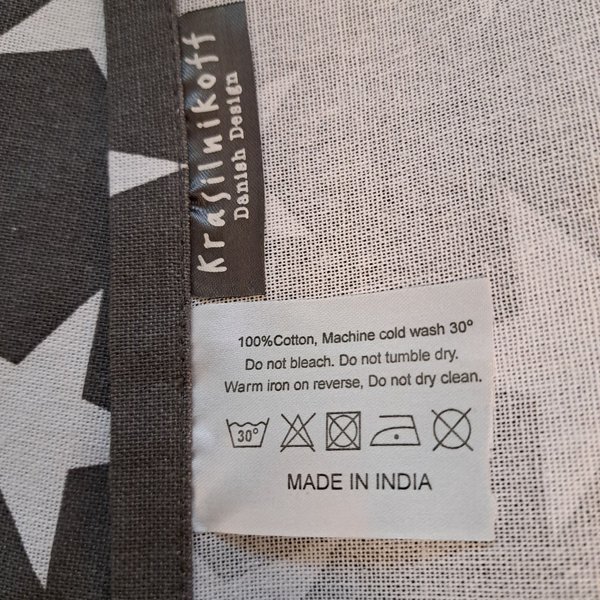 Krasilnikoff
Danish Design
100%Cotton, Machine cold wash 30°
Do not bleach. Do not tumble dry.
Warm iron on reverse, Do not dry clean.
30°
MADE IN INDIA